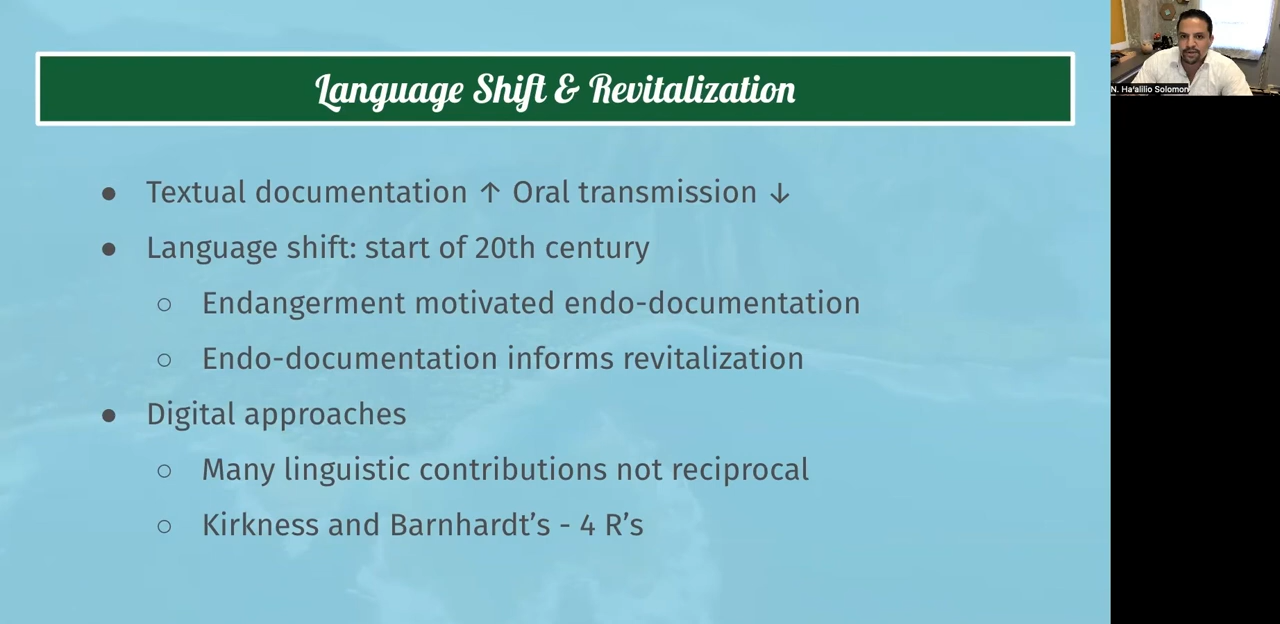 Language Shift & Revitalization
● Textual documentation ↑ Oral transmission ↓
● Language shift: start of 20th century
○ Endangerment motivated endo-documentation
○ Endo-documentation informs revitalization
● Digital approaches
○ Many linguistic contributions not reciprocal
○ Kirkness and Barnhardt’s - 4 R’s
N. Haʻalilio Solomon